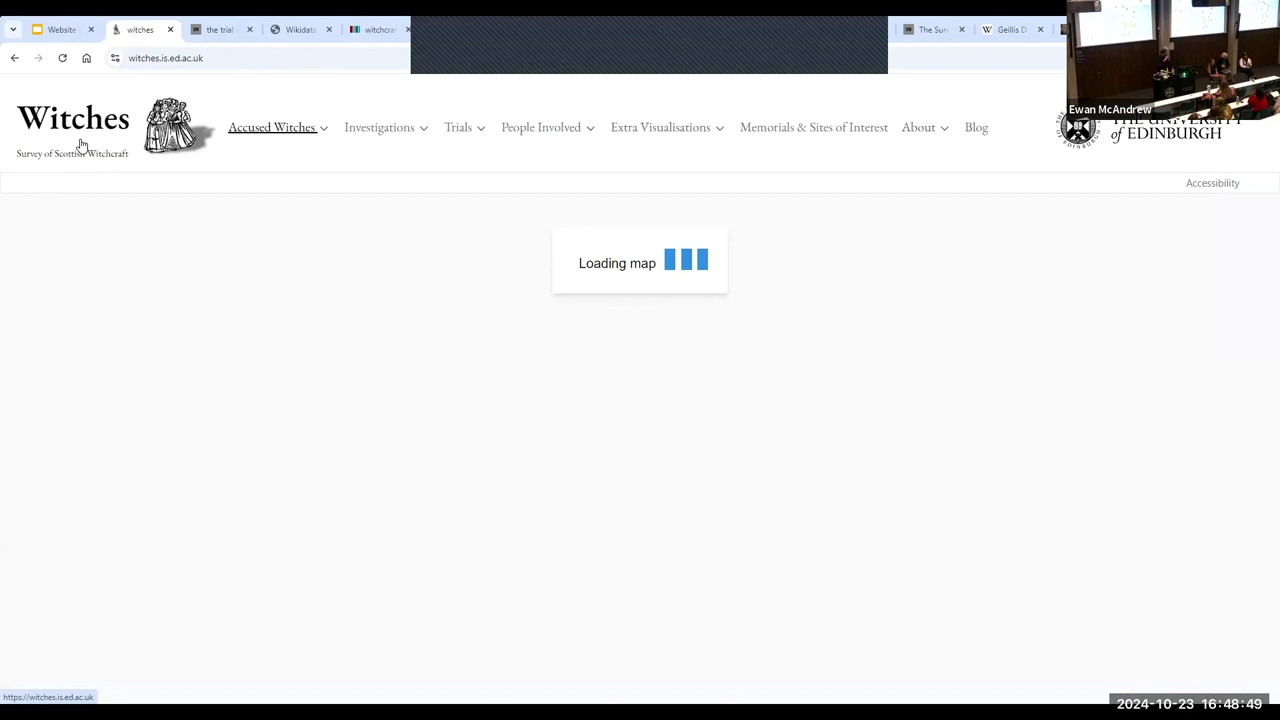 Website
witches
the trial
Wikidata
witchcra
The Sur
Geillis D
witches.is.ed.ac.uk
Ewan McAndrew
Witches
Survey of Scottish Witchcraft
Accused Witches
Investigations
Trials
People Involved
Extra Visualisations
Memorials & Sites of Interest
About
Blog
THE UNIVERSITY
of EDINBURGH
Accessibility
Loading map
https://witches.is.ed.ac.uk
2024-10-23 16:48:49